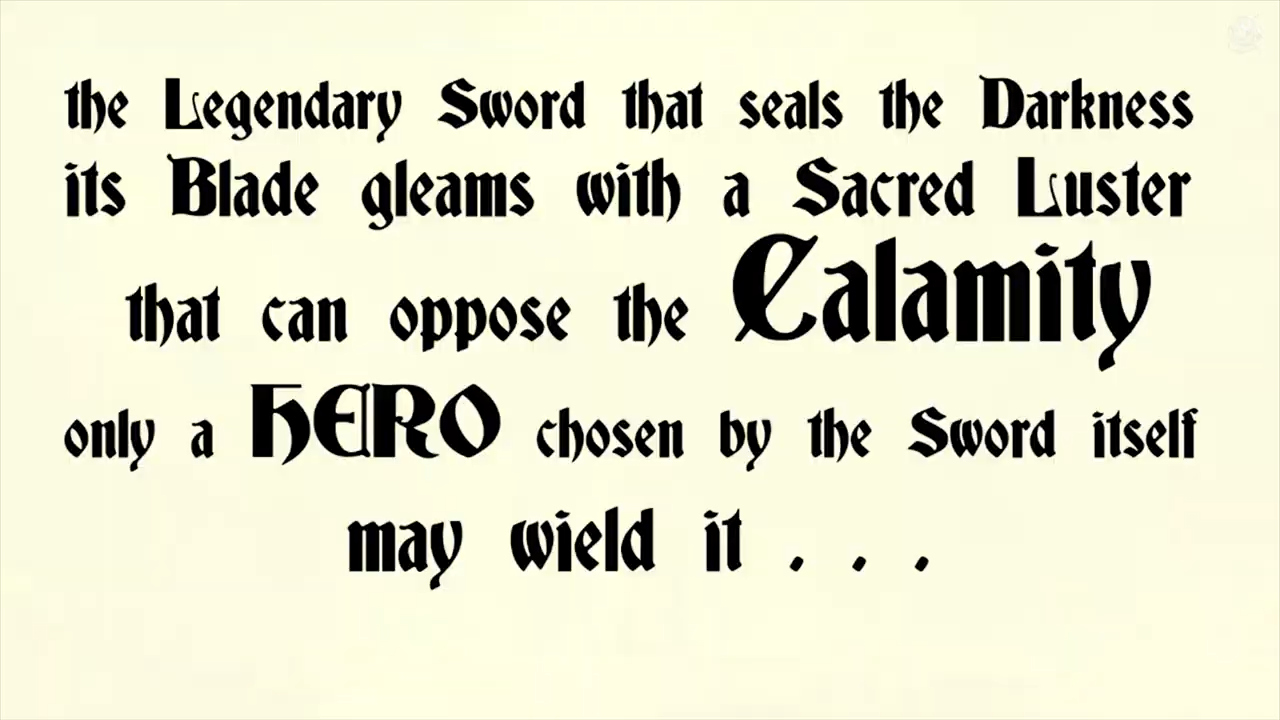 the Legendary Sword that seals the Darkness
its Blade gleams with a Sacred Luster
that can oppose the Calamity
only a HERO chosen by the Sword itself
may wield it . . .